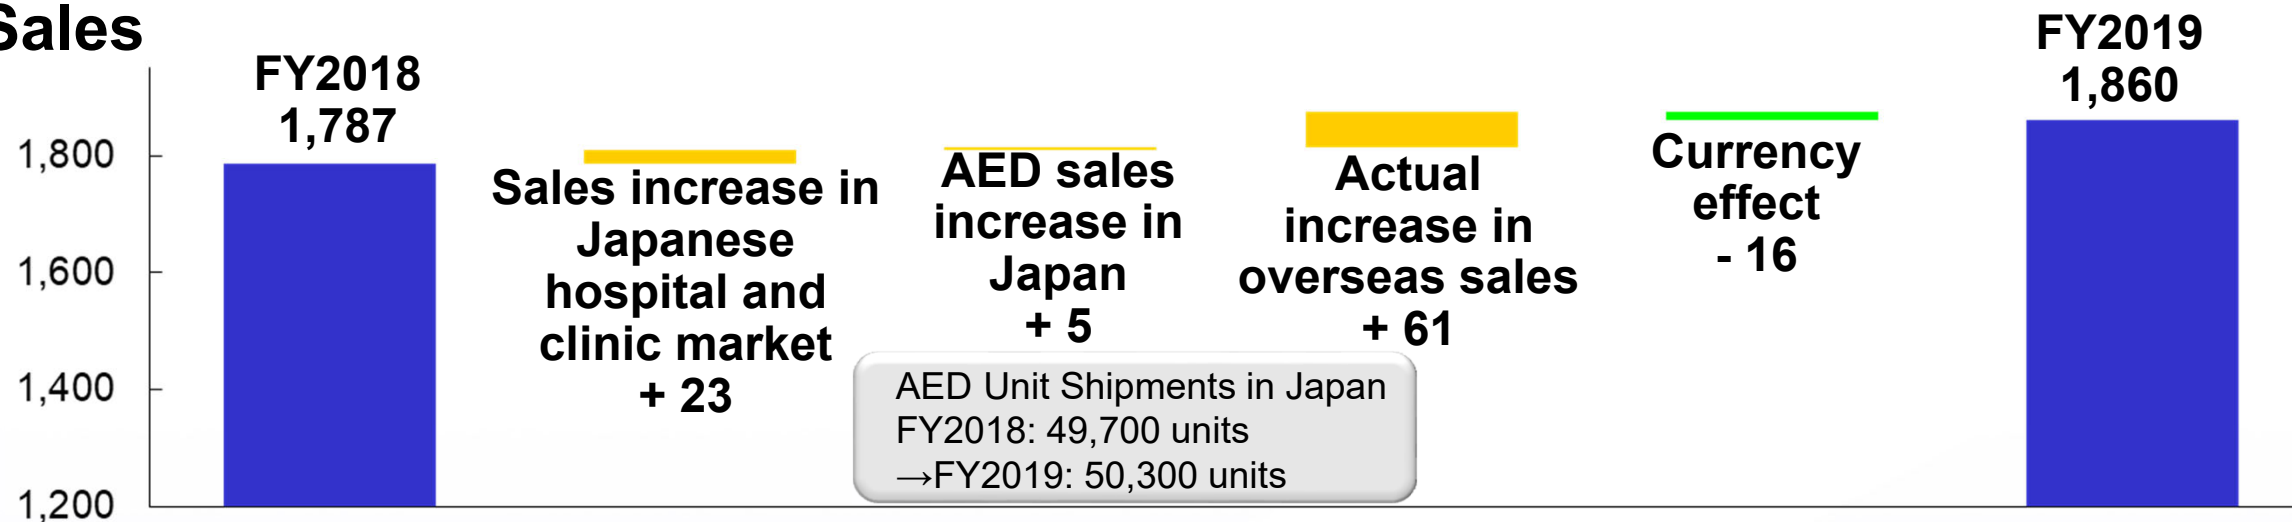 Sales
FY2018
1,787
1,800
1,600
1,400
1,200
Sales increase in
Japanese
hospital and
clinic market
+ 23
AED sales
increase in
Japan
+ 5
Actual
increase in
overseas sales
+ 61
Currency
effect
- 16
FY2019
1,860
AED Unit Shipments in Japan
FY2018: 49,700 units
→FY2019: 50,300 units